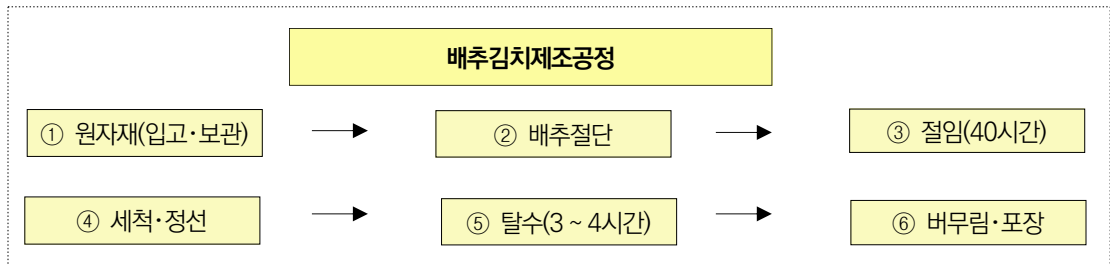 배추김치제조공정
① 원자재(입고·보관)
② 배추절단
③ 절임(40시간)
④ 세척·정선
⑤ 탈수(3 ~ 4시간)
⑥ 버무림·포장